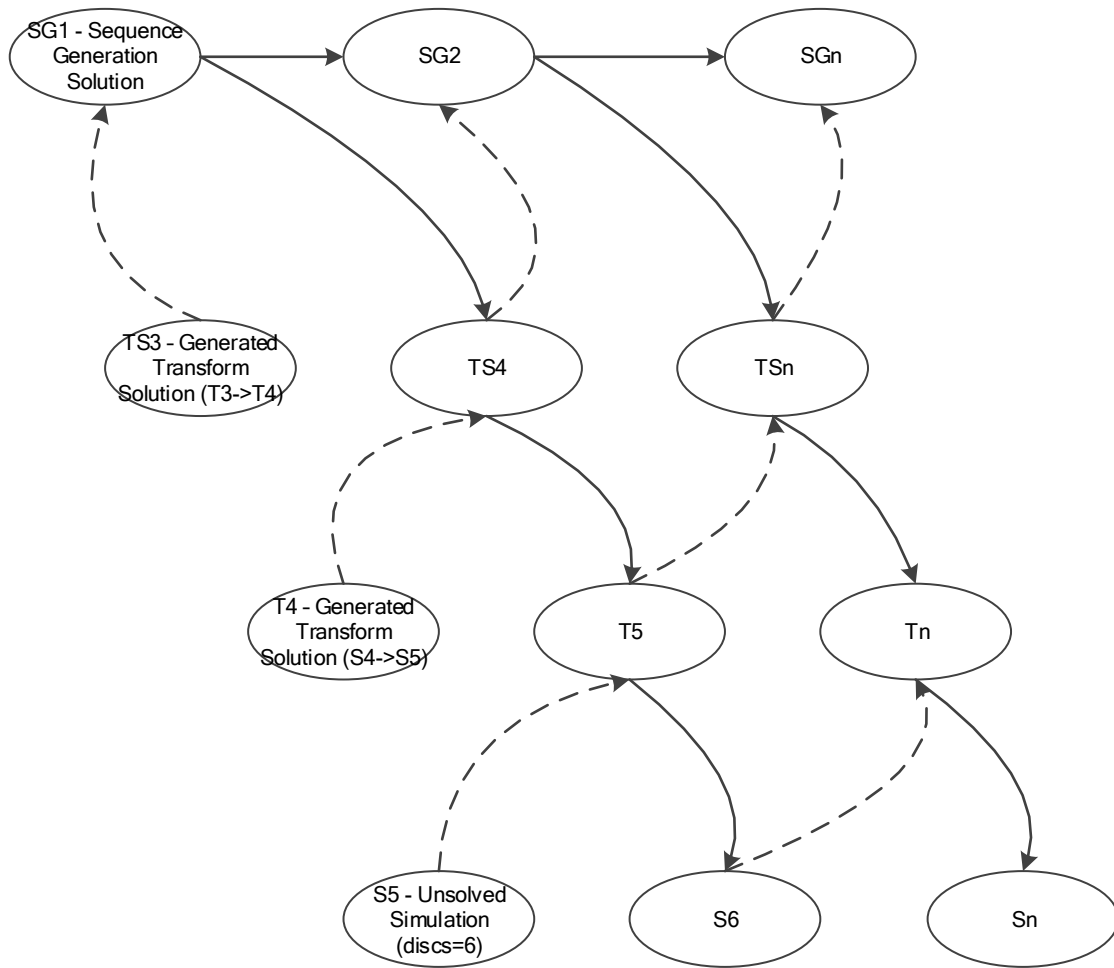 SG1 - Sequence
Generation
Solution
SG2
SGn
TS3 - Generated
Transform
Solution (T3->T4)
TS4
TSn
T4 - Generated
Transform
Solution (S4->S5)
T5
Tn
S5 - Unsolved
Simulation
(discs=6)
S6
Sn